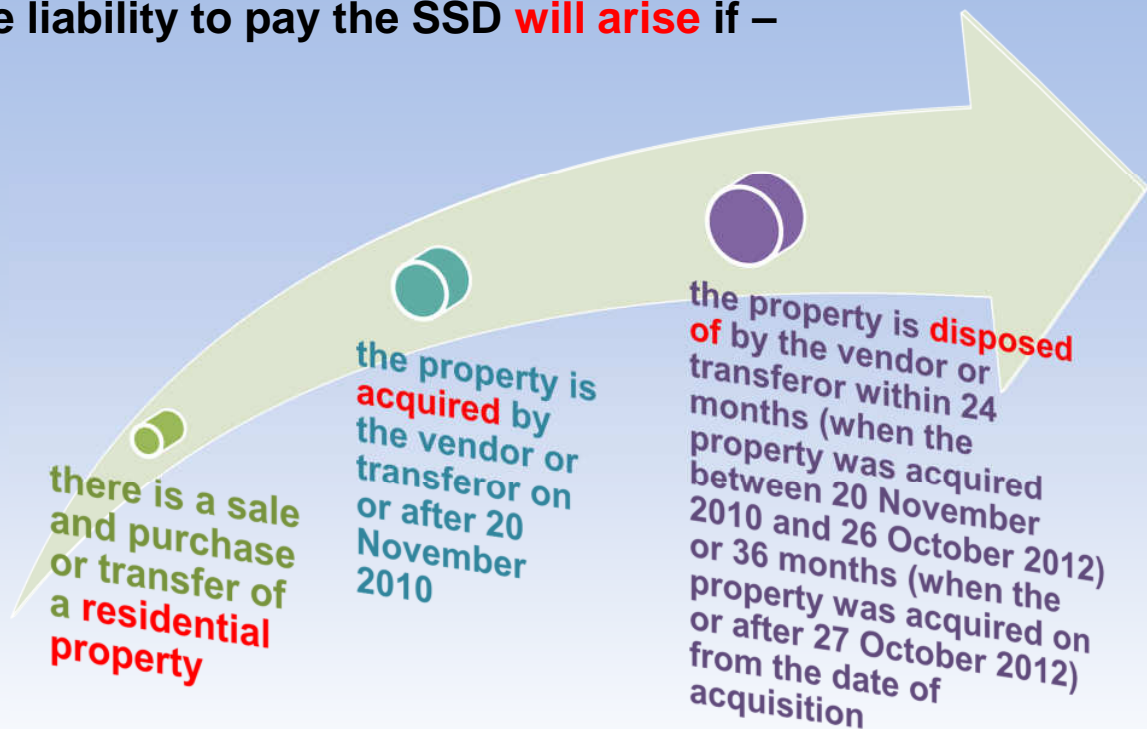 e liability to pay the SSD will arise if –
there is a sale
and purchase
or transfer of
a residential
property
the property is
acquired by
the vendor or
transferor on
or after 20
November
2010
the property is disposed
of by the vendor or
transferor within 24
months (when the
property was acquired
between 20 November
2010 and 26 October 2012)
or 36 months (when the
property was acquired on
or after 27 October 2012)
from the date of
acquisition